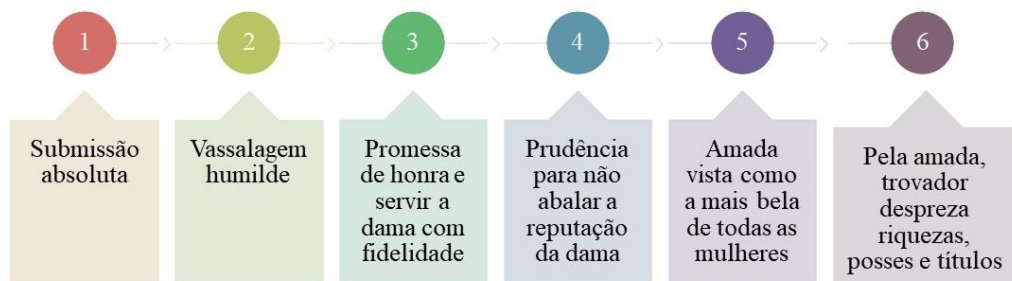 1
2
3
4
5
6
Submissão
absoluta
Vassalagem
humilde
Promessa
de honra e
servir a
dama com
fidelidade
Prudência
para não
abalar a
reputação
da dama
Amada
vista como
a mais bela
de todas as
mulheres
Pela amada,
trovador
despreza
riquezas,
posses e títulos